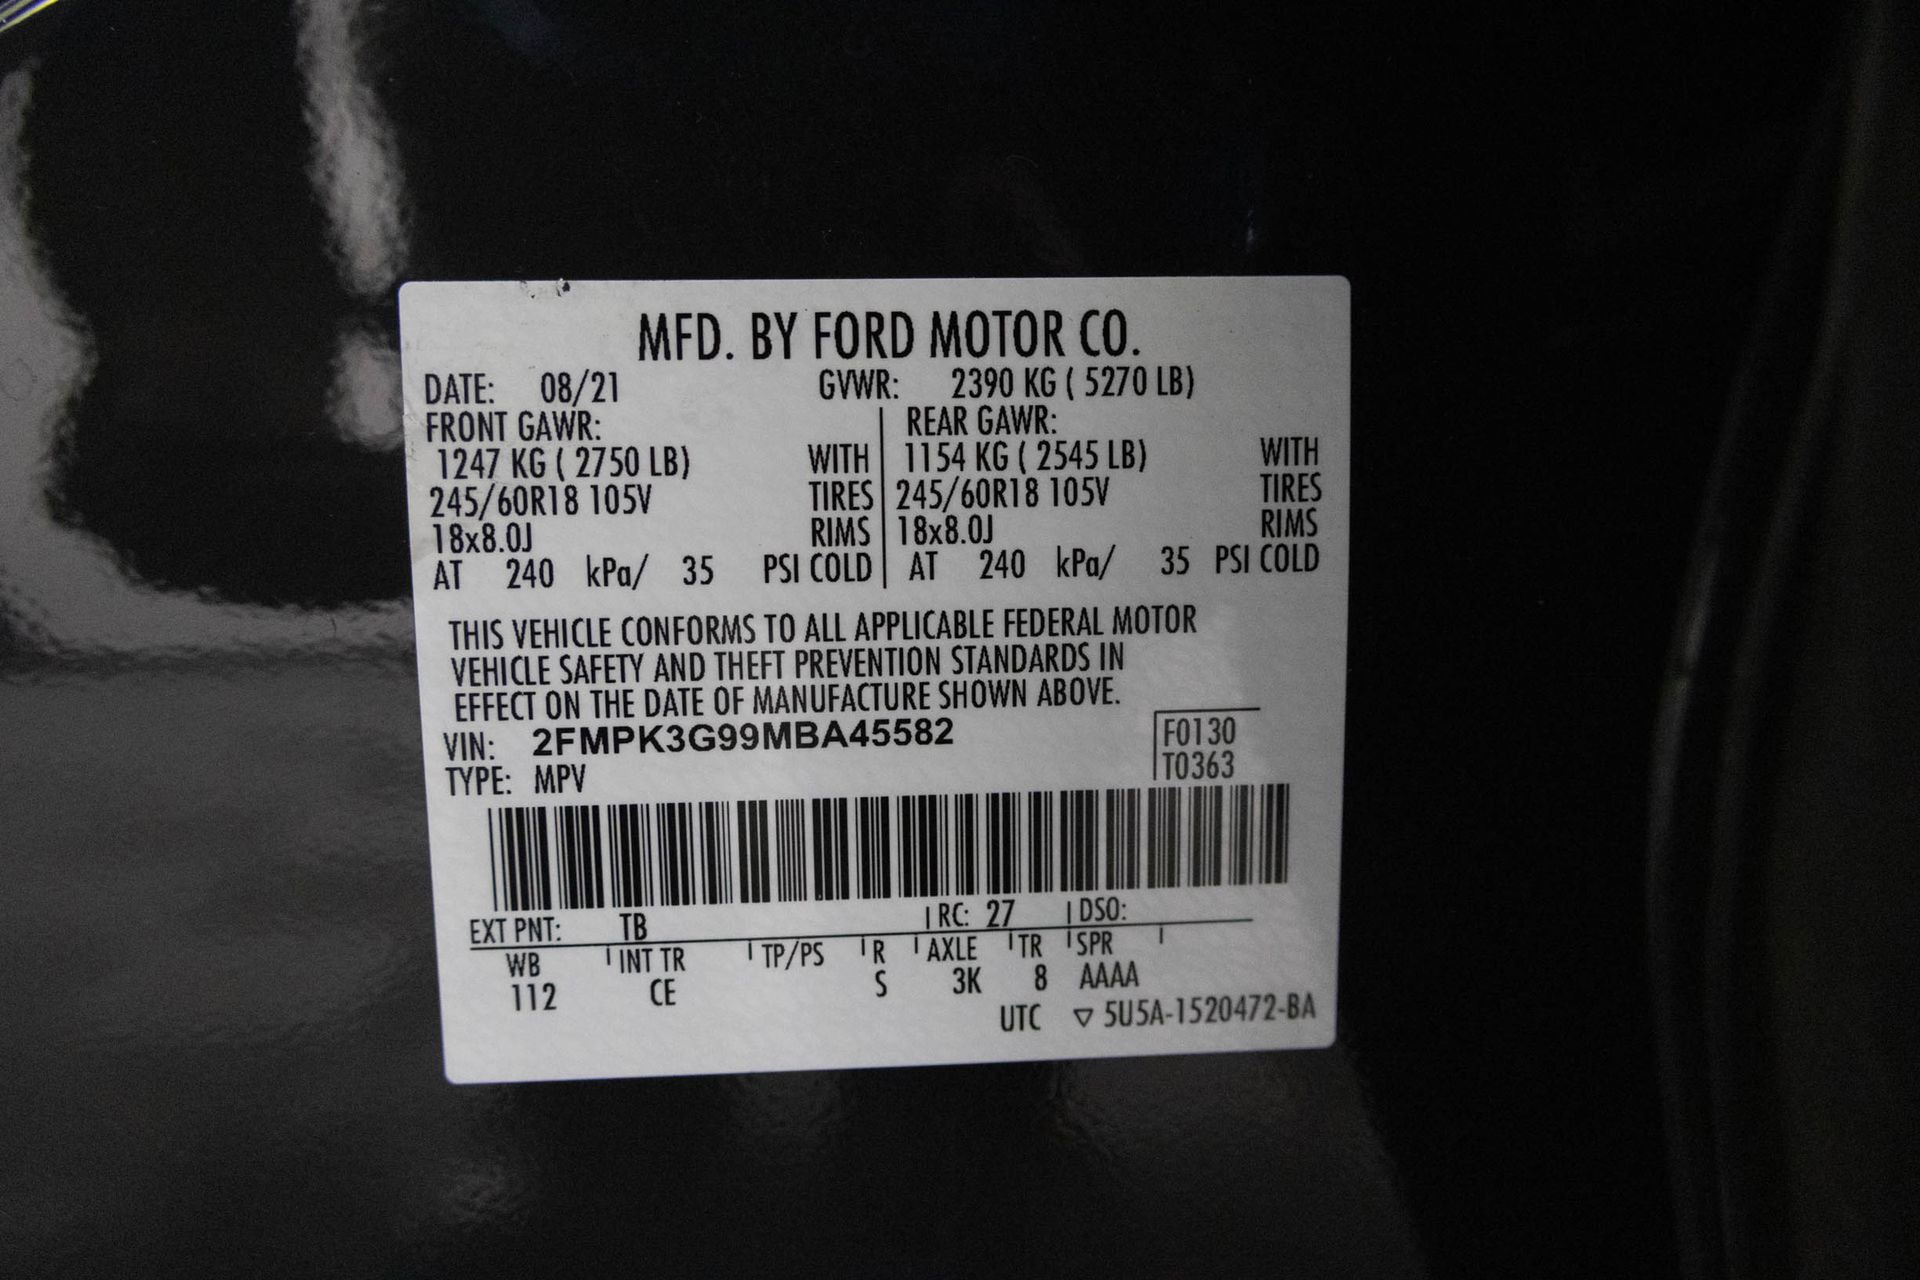 MFD. BY FORD MOTOR CO.
DATE: 08/21 GVWR: 2390 KG ( 5270 LB)
FRONT GAWR: REAR GAWR:
1247 KG ( 2750 LB) WITH 1154 KG ( 2545 LB) WITH
245/60R18 105V TIRES 245/60R18 105V TIRES
18x8.0J RIMS 18x8.0J RIMS
AT 240 kPa/ 35 PSI COLD AT 240 kPa/ 35 PSI COLD
THIS VEHICLE CONFORMS TO ALL APPLICABLE FEDERAL MOTOR
VEHICLE SAFETY AND THEFT PREVENTION STANDARDS IN
EFFECT ON THE DATE OF MANUFACTURE SHOWN ABOVE.
VIN: 2FMPK3G99MBA45582 F0130
TYPE: MPV T0363
EXT PNT: TB RC: 27 DSO:
WB INT TR TP/PS R AXLE TR SPR
112 CE S 3K 8 AAAA
UTC ▽ 5U5A-1520472-BA